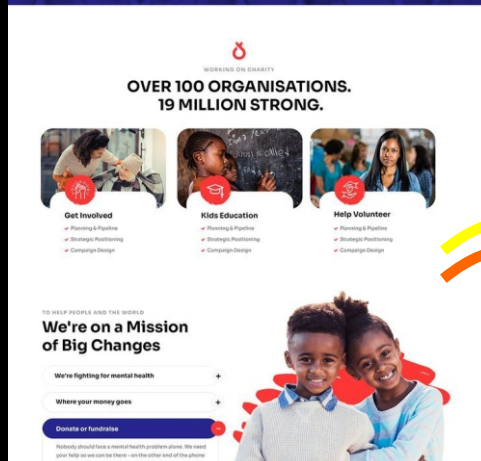 WORKING ON CHARITY
OVER 100 ORGANISATIONS.
19 MILLION STRONG.
Get Involved
Planning & Pipeline
Strategic Positioning
Campaign Design
Kids Education
Planning & Pipeline
Strategic Positioning
Campaign Design
Help Volunteer
Planning & Pipeline
Strategic Positioning
Campaign Design
TO HELP PEOPLE AND THE WORLD
We're on a Mission
of Big Changes
We're fighting for mental health +
Where your money goes +
Donate or fundraise -
Nobody should face a mental health problem alone. We need
your help so we can be there - on the other end of the phone